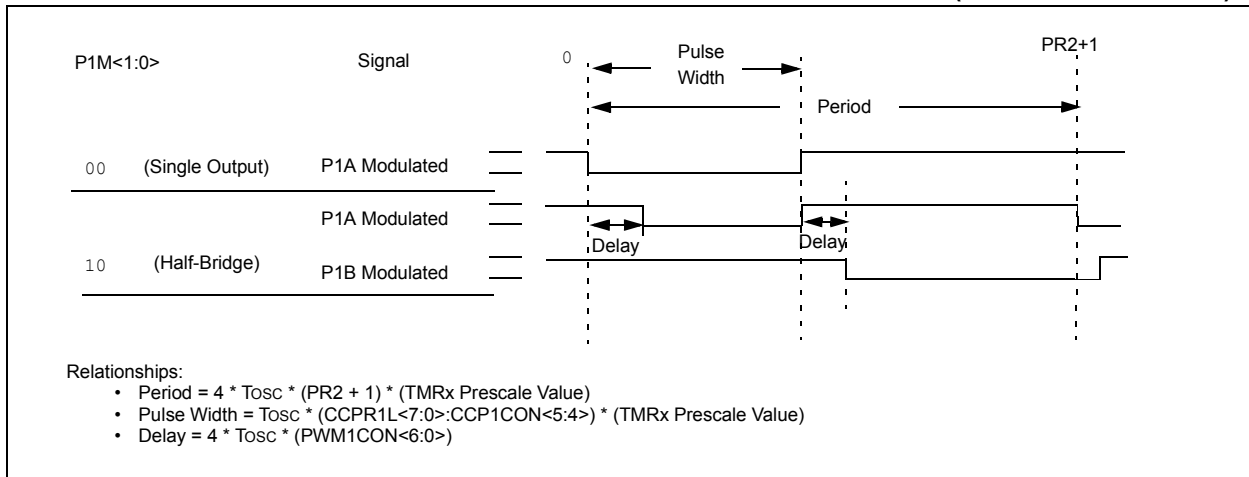 P1M<1:0>
Signal
0
Pulse
Width
PR2+1
Period
00 (Single Output) P1A Modulated
P1A Modulated
Delay
Delay
10 (Half-Bridge) P1B Modulated
Relationships:
• Period = 4 * TOSC * (PR2 + 1) * (TMRx Prescale Value)
• Pulse Width = TOSC * (CCPR1L<7:0>:CCP1CON<5:4>) * (TMRx Prescale Value)
• Delay = 4 * TOSC * (PWM1CON<6:0>)